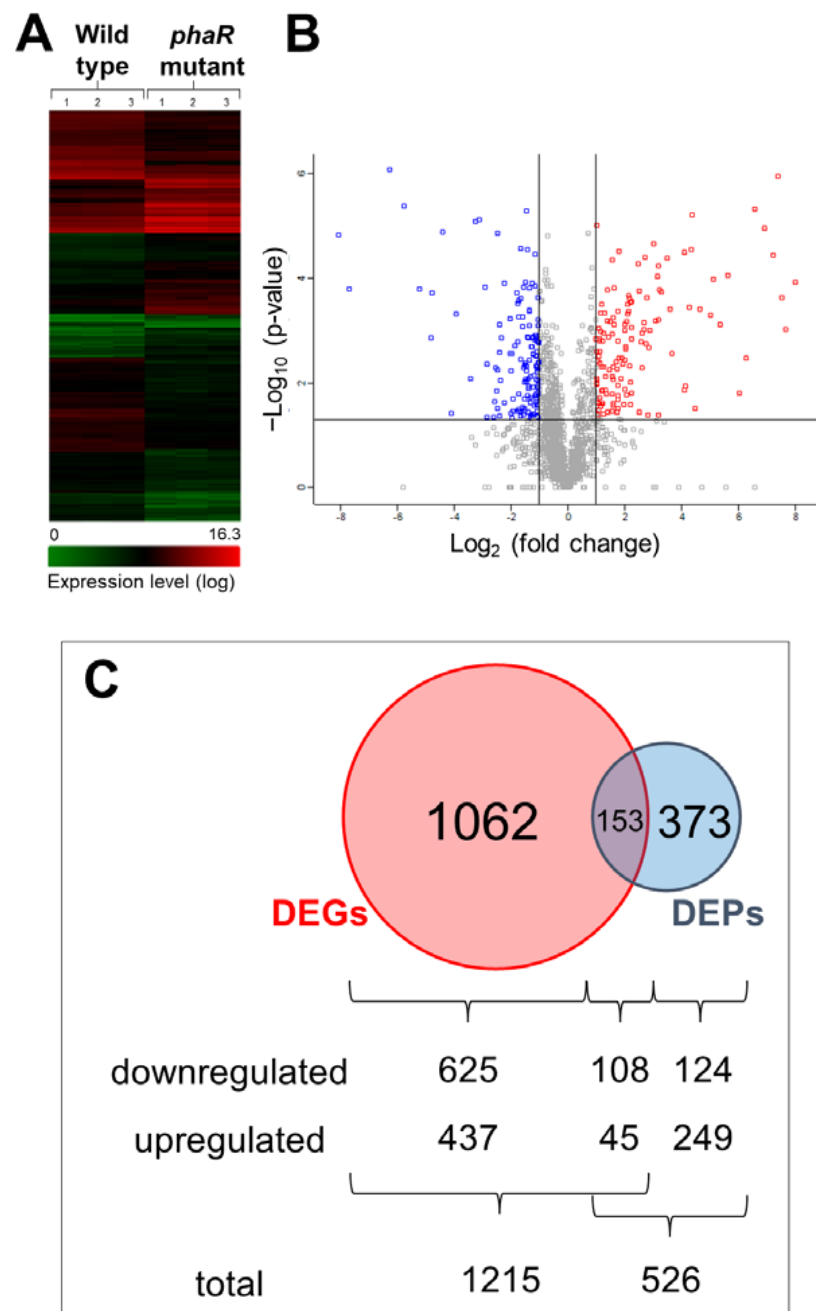 A
Wild type
phaR mutant
1 2 3 1 2 3
0 16.3
Expression level (log)
B
−Log10 (p-value)
6
4
2
0
-8 -6 -4 -2 0 2 4 6 8
Log2 (fold change)
C
1062 153 373
DEGs DEPs
downregulated 625 108 124
upregulated 437 45 249
total 1215 526